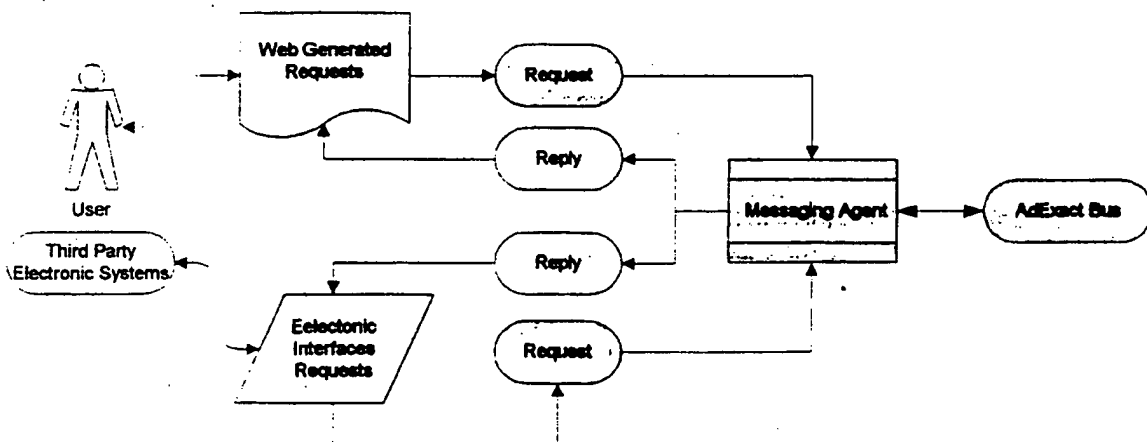 Web Generated
Requests
Request
Reply
User
Messaging Agent
AdExact Bus
Third Party
Electronic Systems
Reply
Eelectonic
Interfaces
Requests
Request